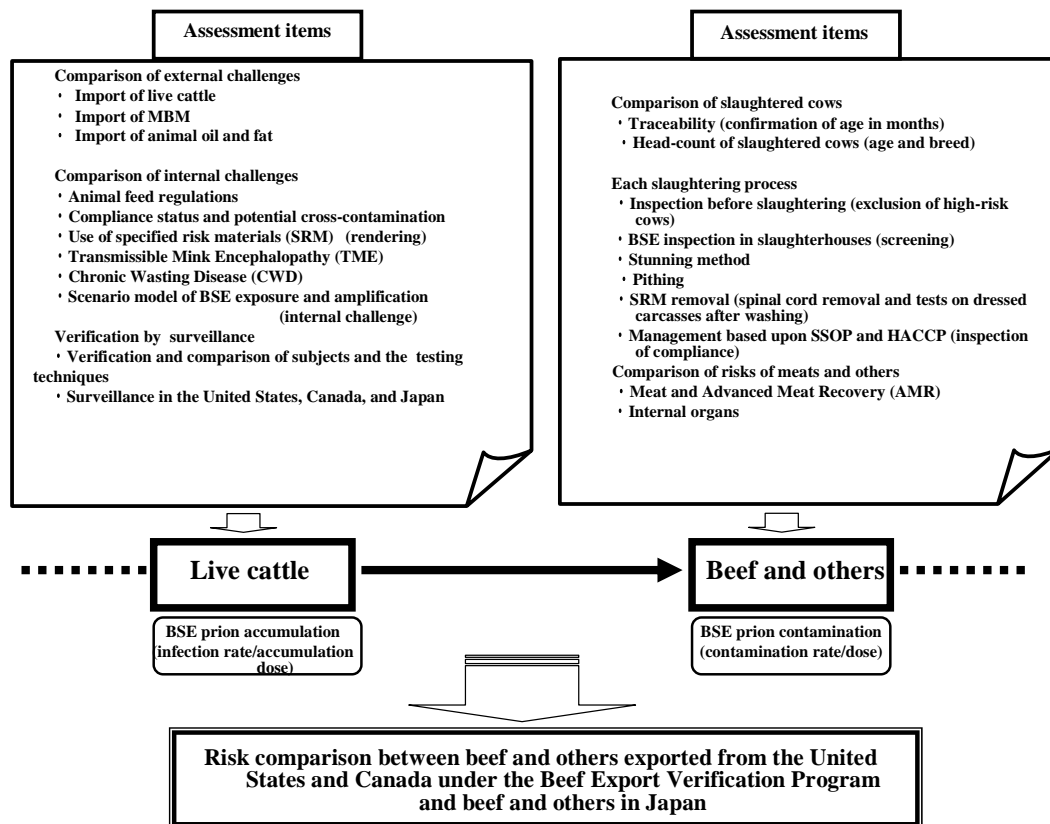 Assessment items
Comparison of external challenges
・ Import of live cattle
・ Import of MBM
・ Import of animal oil and fat
Comparison of internal challenges
・Animal feed regulations
・Compliance status and potential cross-contamination
・Use of specified risk materials (SRM) (rendering)
・Transmissible Mink Encephalopathy (TME)
・Chronic Wasting Disease (CWD)
・Scenario model of BSE exposure and amplification
(internal challenge)
Verification by surveillance
・Verification and comparison of subjects and the testing
techniques
・Surveillance in the United States, Canada, and Japan
Assessment items
Comparison of slaughtered cows
・Traceability (confirmation of age in months)
・Head-count of slaughtered cows (age and breed)
Each slaughtering process
・Inspection before slaughtering (exclusion of high-risk
cows)
・BSE inspection in slaughterhouses (screening)
・Stunning method
・Pithing
・SRM removal (spinal cord removal and tests on dressed
carcasses after washing)
・Management based upon SSOP and HACCP (inspection
of compliance)
Comparison of risks of meats and others
・Meat and Advanced Meat Recovery (AMR)
・Internal organs
Live cattle
Beef and others
BSE prion accumulation
(infection rate/accumulation
dose)
BSE prion contamination
(contamination rate/dose)
Risk comparison between beef and others exported from the United
States and Canada under the Beef Export Verification Program
and beef and others in Japan